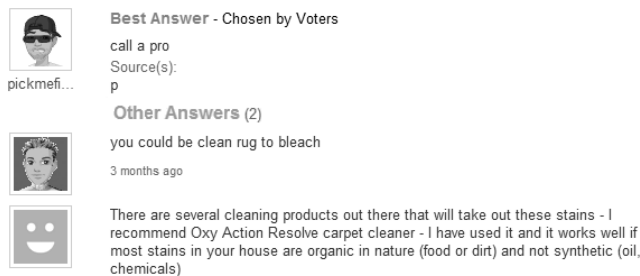 Best Answer - Chosen by Voters
call a pro
Source(s):
pickmefi...
p
Other Answers (2)
you could be clean rug to bleach
3 months ago
There are several cleaning products out there that will take out these stains - I
recommend Oxy Action Resolve carpet cleaner - I have used it and it works well if
most stains in your house are organic in nature (food or dirt) and not synthetic (oil,
chemicals)